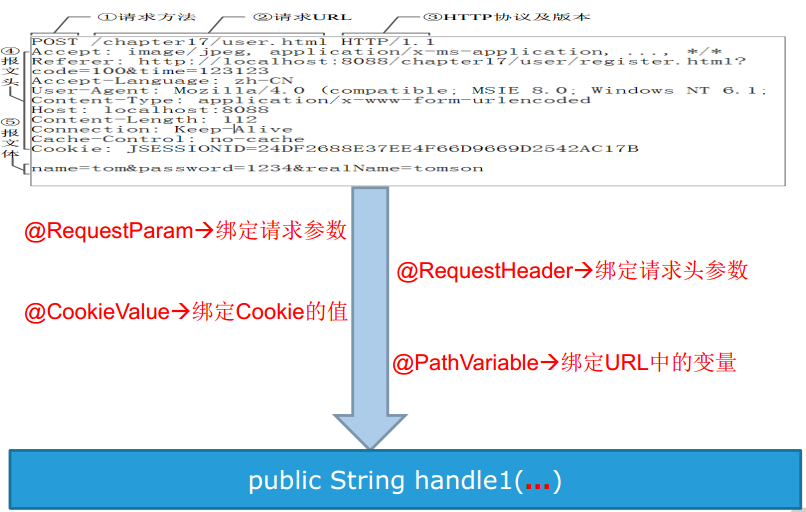 ①请求方法 ②请求URL ③HTTP协议及版本
POST /chapter17/user.html HTTP/1.1
④报文头
Accept: image/jpeg, application/x-ms-application, ..., */*
Referer: http://localhost:8088/chapter17/user/register.html?
code=100&time=123123
Accept-Language: zh-CN
User-Agent: Mozilla/4.0 (compatible; MSIE 8.0; Windows NT 6.1;
Content-Type: application/x-www-form-urlencoded
Host: localhost:8088
Content-Length: 112
Connection: Keep-Alive
Cache-Control: no-cache
Cookie: JSESSIONID=24DF2688E37EE4F66D9669D2542AC17B
⑤报文体
name=tom&password=1234&realName=tomson
@RequestParam→绑定请求参数
@RequestHeader→绑定请求头参数
@CookieValue→绑定Cookie的值
@PathVariable→绑定URL中的变量
public String handle1(...)